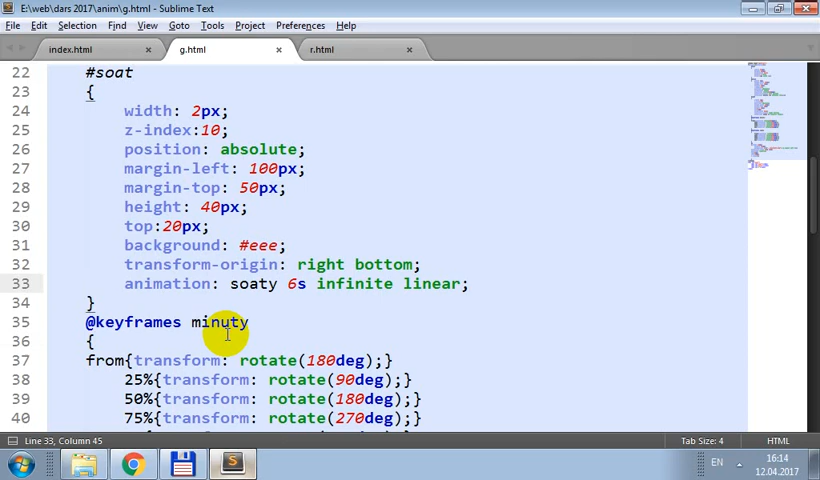 E:\web\dars 2017\anim\g.html - Sublime Text
File Edit Selection Find View Goto Tools Project Preferences Help
index.html g.html r.html
22 #soat
23 {
24 width: 2px;
25 z-index:10;
26 position: absolute;
27 margin-left: 100px;
28 margin-top: 50px;
29 height: 40px;
30 top:20px;
31 background: #eee;
32 transform-origin: right bottom;
33 animation: soaty 6s infinite linear;
34 }
35 @keyframes minuty
36 {
37 from{transform: rotate(180deg);}
38 25%{transform: rotate(90deg);}
39 50%{transform: rotate(180deg);}
40 75%{transform: rotate(270deg);}
Line 33, Column 45 Tab Size: 4 HTML
EN 16:14
12.04.2017